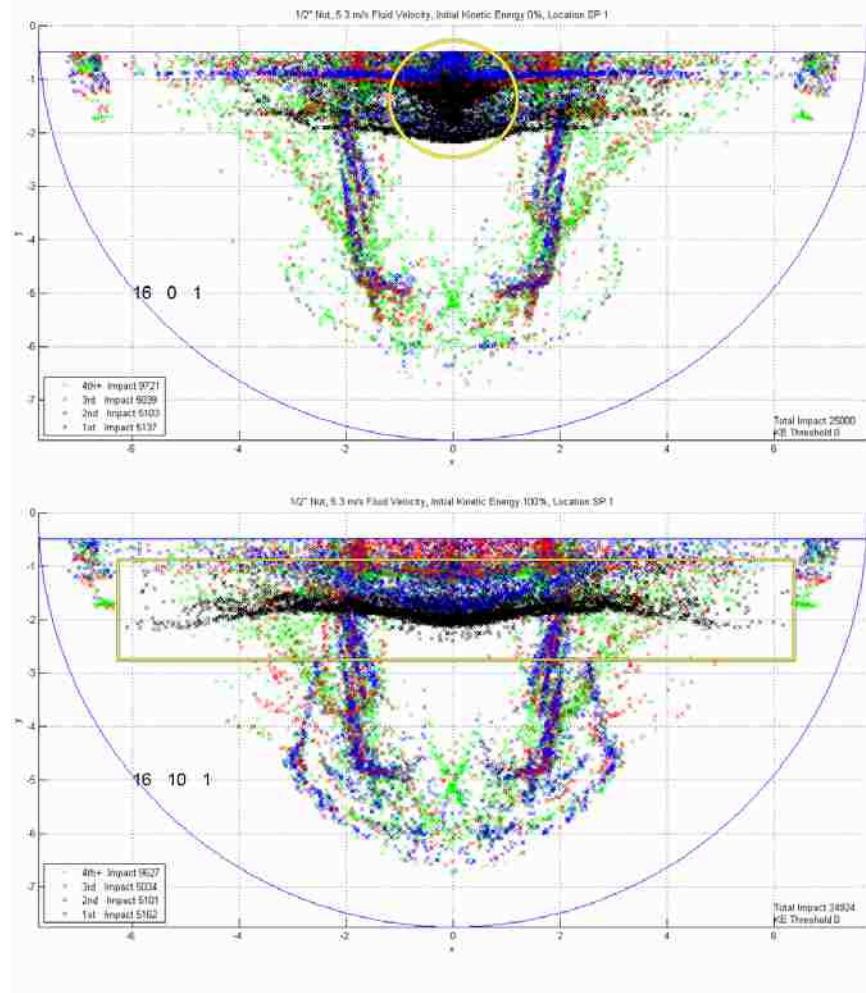 1/2" Nut, 5.3 m/s Fluid Velocity, Initial Kinetic Energy 0%, Location SP 1
0
-1
-2
-3
-4
-5
-6
-7
y
16 0 1
4th+ Impact 9721
3rd Impact 5039
2nd Impact 5103
1st Impact 5137
Total Impact 25000
KE Threshold 0
-6 -4 -2 0 2 4 6
x
1/2" Nut, 5.3 m/s Fluid Velocity, Initial Kinetic Energy 100%, Location SP 1
0
-1
-2
-3
-4
-5
-6
-7
y
16 10 1
4th+ Impact 9627
3rd Impact 5034
2nd Impact 5101
1st Impact 5162
Total Impact 24924
KE Threshold 0
-6 -4 -2 0 2 4 6
x